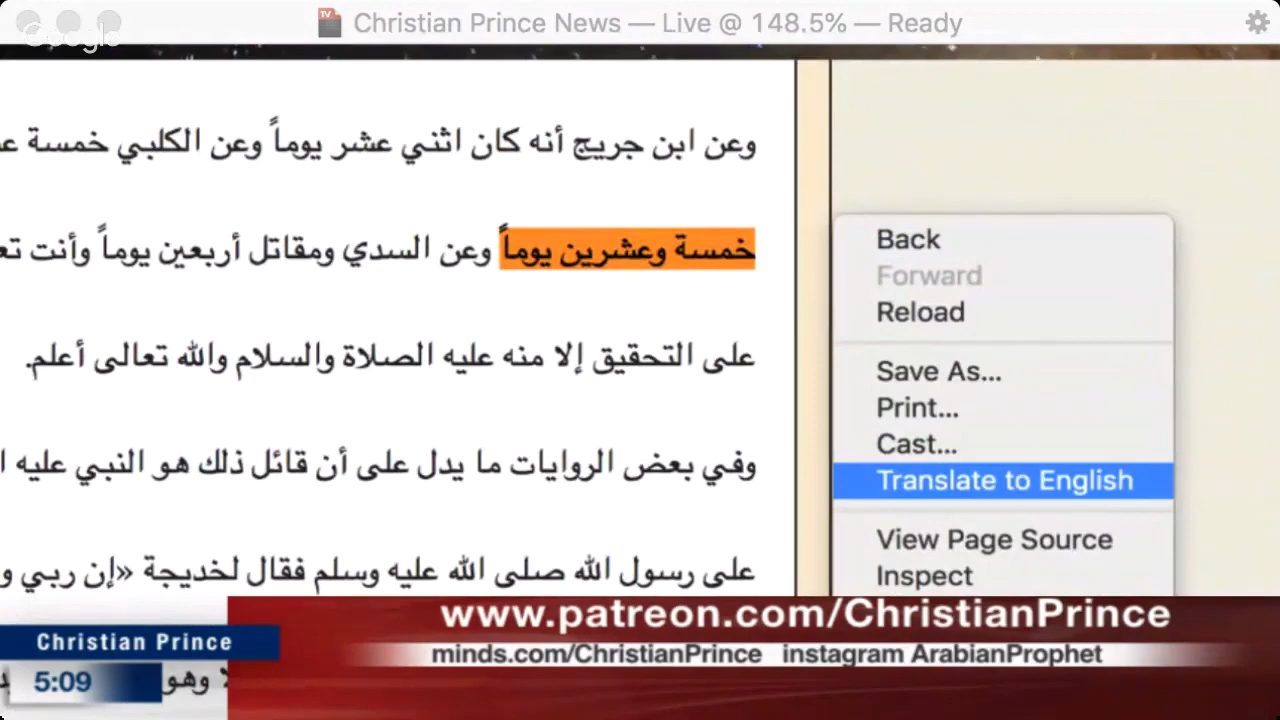 Christian Prince News — Live @ 148.5% — Ready
Google
وعن ابن جريج أنه كان اثني عشر يوماً وعن الكلبي خمسة
خمسة وعشرين يوماً وعن السدي ومقاتل أربعين يوماً وأنت
على التحقيق إلا منه عليه الصلاة والسلام والله تعالى أعلم.
وفي بعض الروايات ما يدل على أن قائل ذلك هو النبي عليه
على رسول الله صلى الله عليه وسلم فقال لخديجة «إن ربي
Back
Forward
Reload
Save As...
Print...
Cast...
Translate to English
View Page Source
Inspect
www.patreon.com/ChristianPrince
minds.com/ChristianPrince instagram ArabianProphet
Christian Prince
5:09